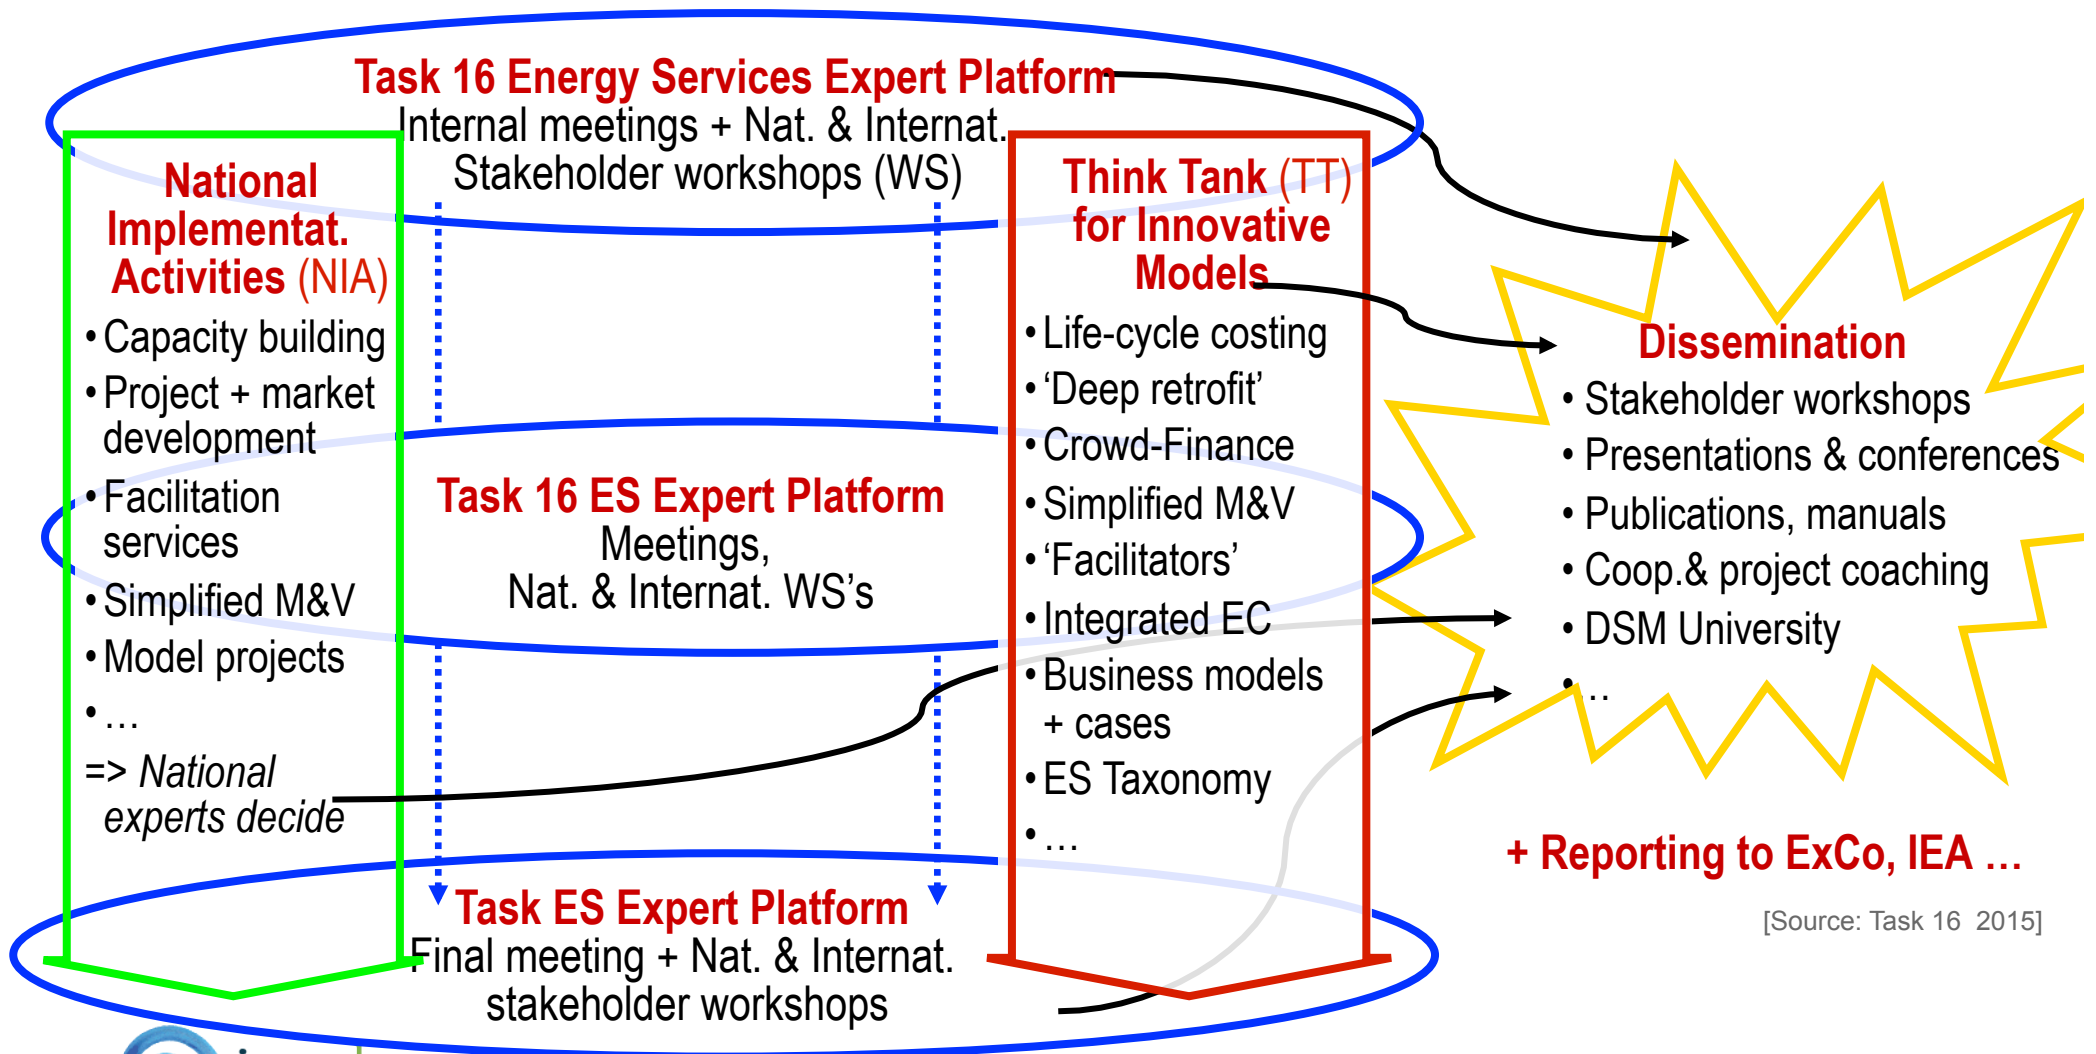 Task 16 Energy Services Expert Platform
Internal meetings + Nat. & Internat.
Stakeholder workshops (WS)
National
Implementat.
Activities (NIA)
• Capacity building
• Project + market
development
• Facilitation
services
• Simplified M&V
• Model projects
• …
=> National
experts decide
Task 16 ES Expert Platform
Meetings,
Nat. & Internat. WS's
Task ES Expert Platform
Final meeting + Nat. & Internat.
stakeholder workshops
Think Tank (TT)
for Innovative
Models
• Life-cycle costing
• ‘Deep retrofit’
• Crowd-Finance
• Simplified M&V
• ‘Facilitators’
• Integrated EC
• Business models
+ cases
• ES Taxonomy
• …
Dissemination
• Stakeholder workshops
• Presentations & conferences
• Publications, manuals
• Coop.& project coaching
• DSM University
• …
+ Reporting to ExCo, IEA …
[Source: Task 16 2015]